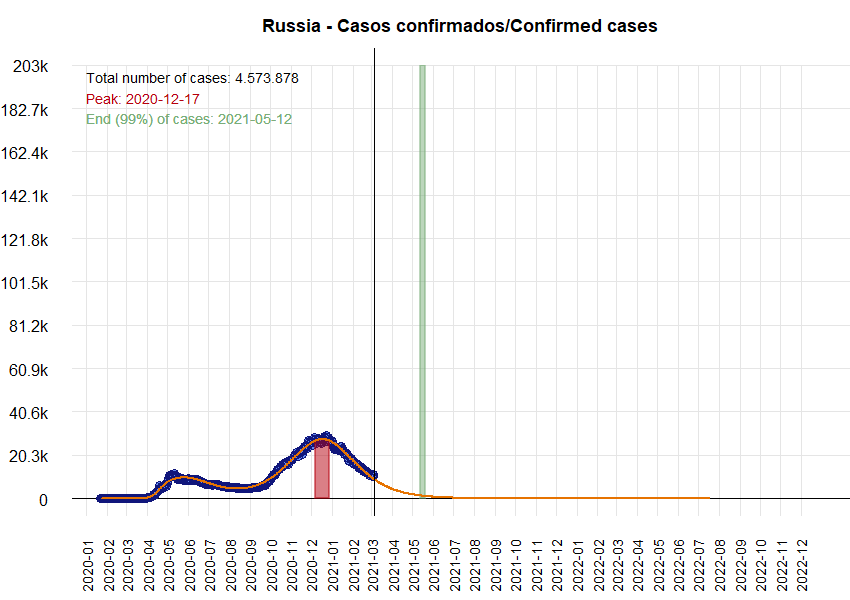 Russia - Casos confirmados/Confirmed cases
203k
Total number of cases: 4.573.878
Peak: 2020-12-17
182.7k
End (99%) of cases: 2021-05-12
162.4k
142.1k
121.8k
101.5k
81.2k
60.9k
40.6k
20.3k
0
2020-01
2020-02
2020-03
2020-04
2020-05
2020-06
2020-07
2020-08
2020-09
2020-10
2020-11
2020-12
2021-01
2021-02
2021-03
2021-04
2021-05
2021-06
2021-07
2021-08
2021-09
2021-10
2021-11
2021-12
2022-01
2022-02
2022-03
2022-04
2022-05
2022-06
2022-07
2022-08
2022-09
2022-10
2022-11
2022-12